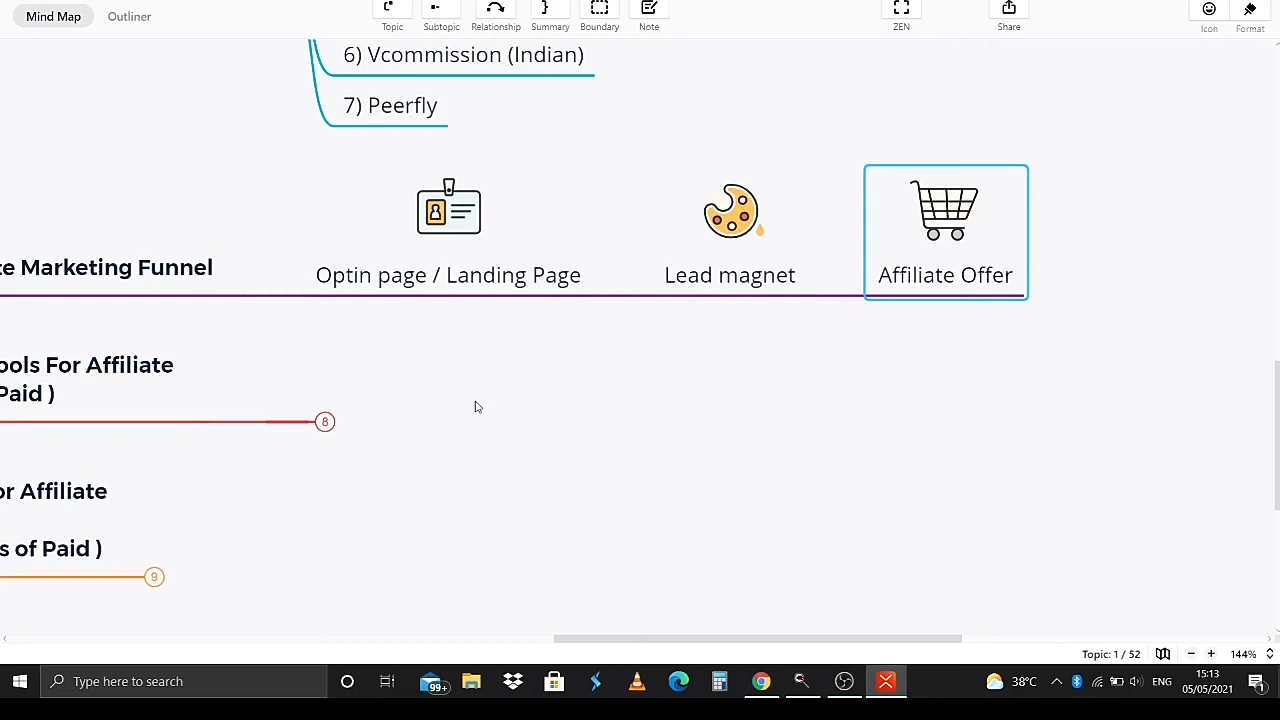 Mind Map
Outliner
Topic
Subtopic
Relationship
Summary
Boundary
Note
ZEN
Share
Icon
Format
6) Vcommission (Indian)
7) Peerfly
te Marketing Funnel
Optin page / Landing Page
Lead magnet
Affiliate Offer
ools For Affiliate
Paid )
8
or Affiliate
s of Paid )
9
Topic: 1 / 52
144%
Type here to search
99+
38°C
ENG
15:13
05/05/2021
1